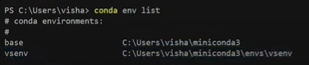 PS C:\Users\visha> conda env list
# conda environments:
#
base C:\Users\visha\miniconda3
vsenv C:\Users\visha\miniconda3\envs\vsenv